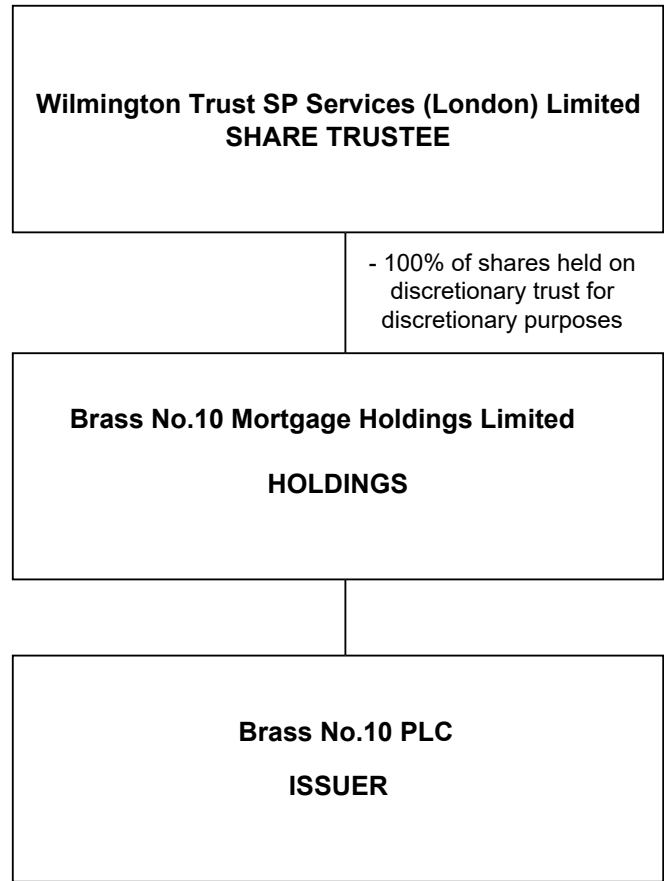 Wilmington Trust SP Services (London) Limited
SHARE TRUSTEE
- 100% of shares held on
discretionary trust for
discretionary purposes
Brass No.10 Mortgage Holdings Limited
HOLDINGS
Brass No.10 PLC
ISSUER